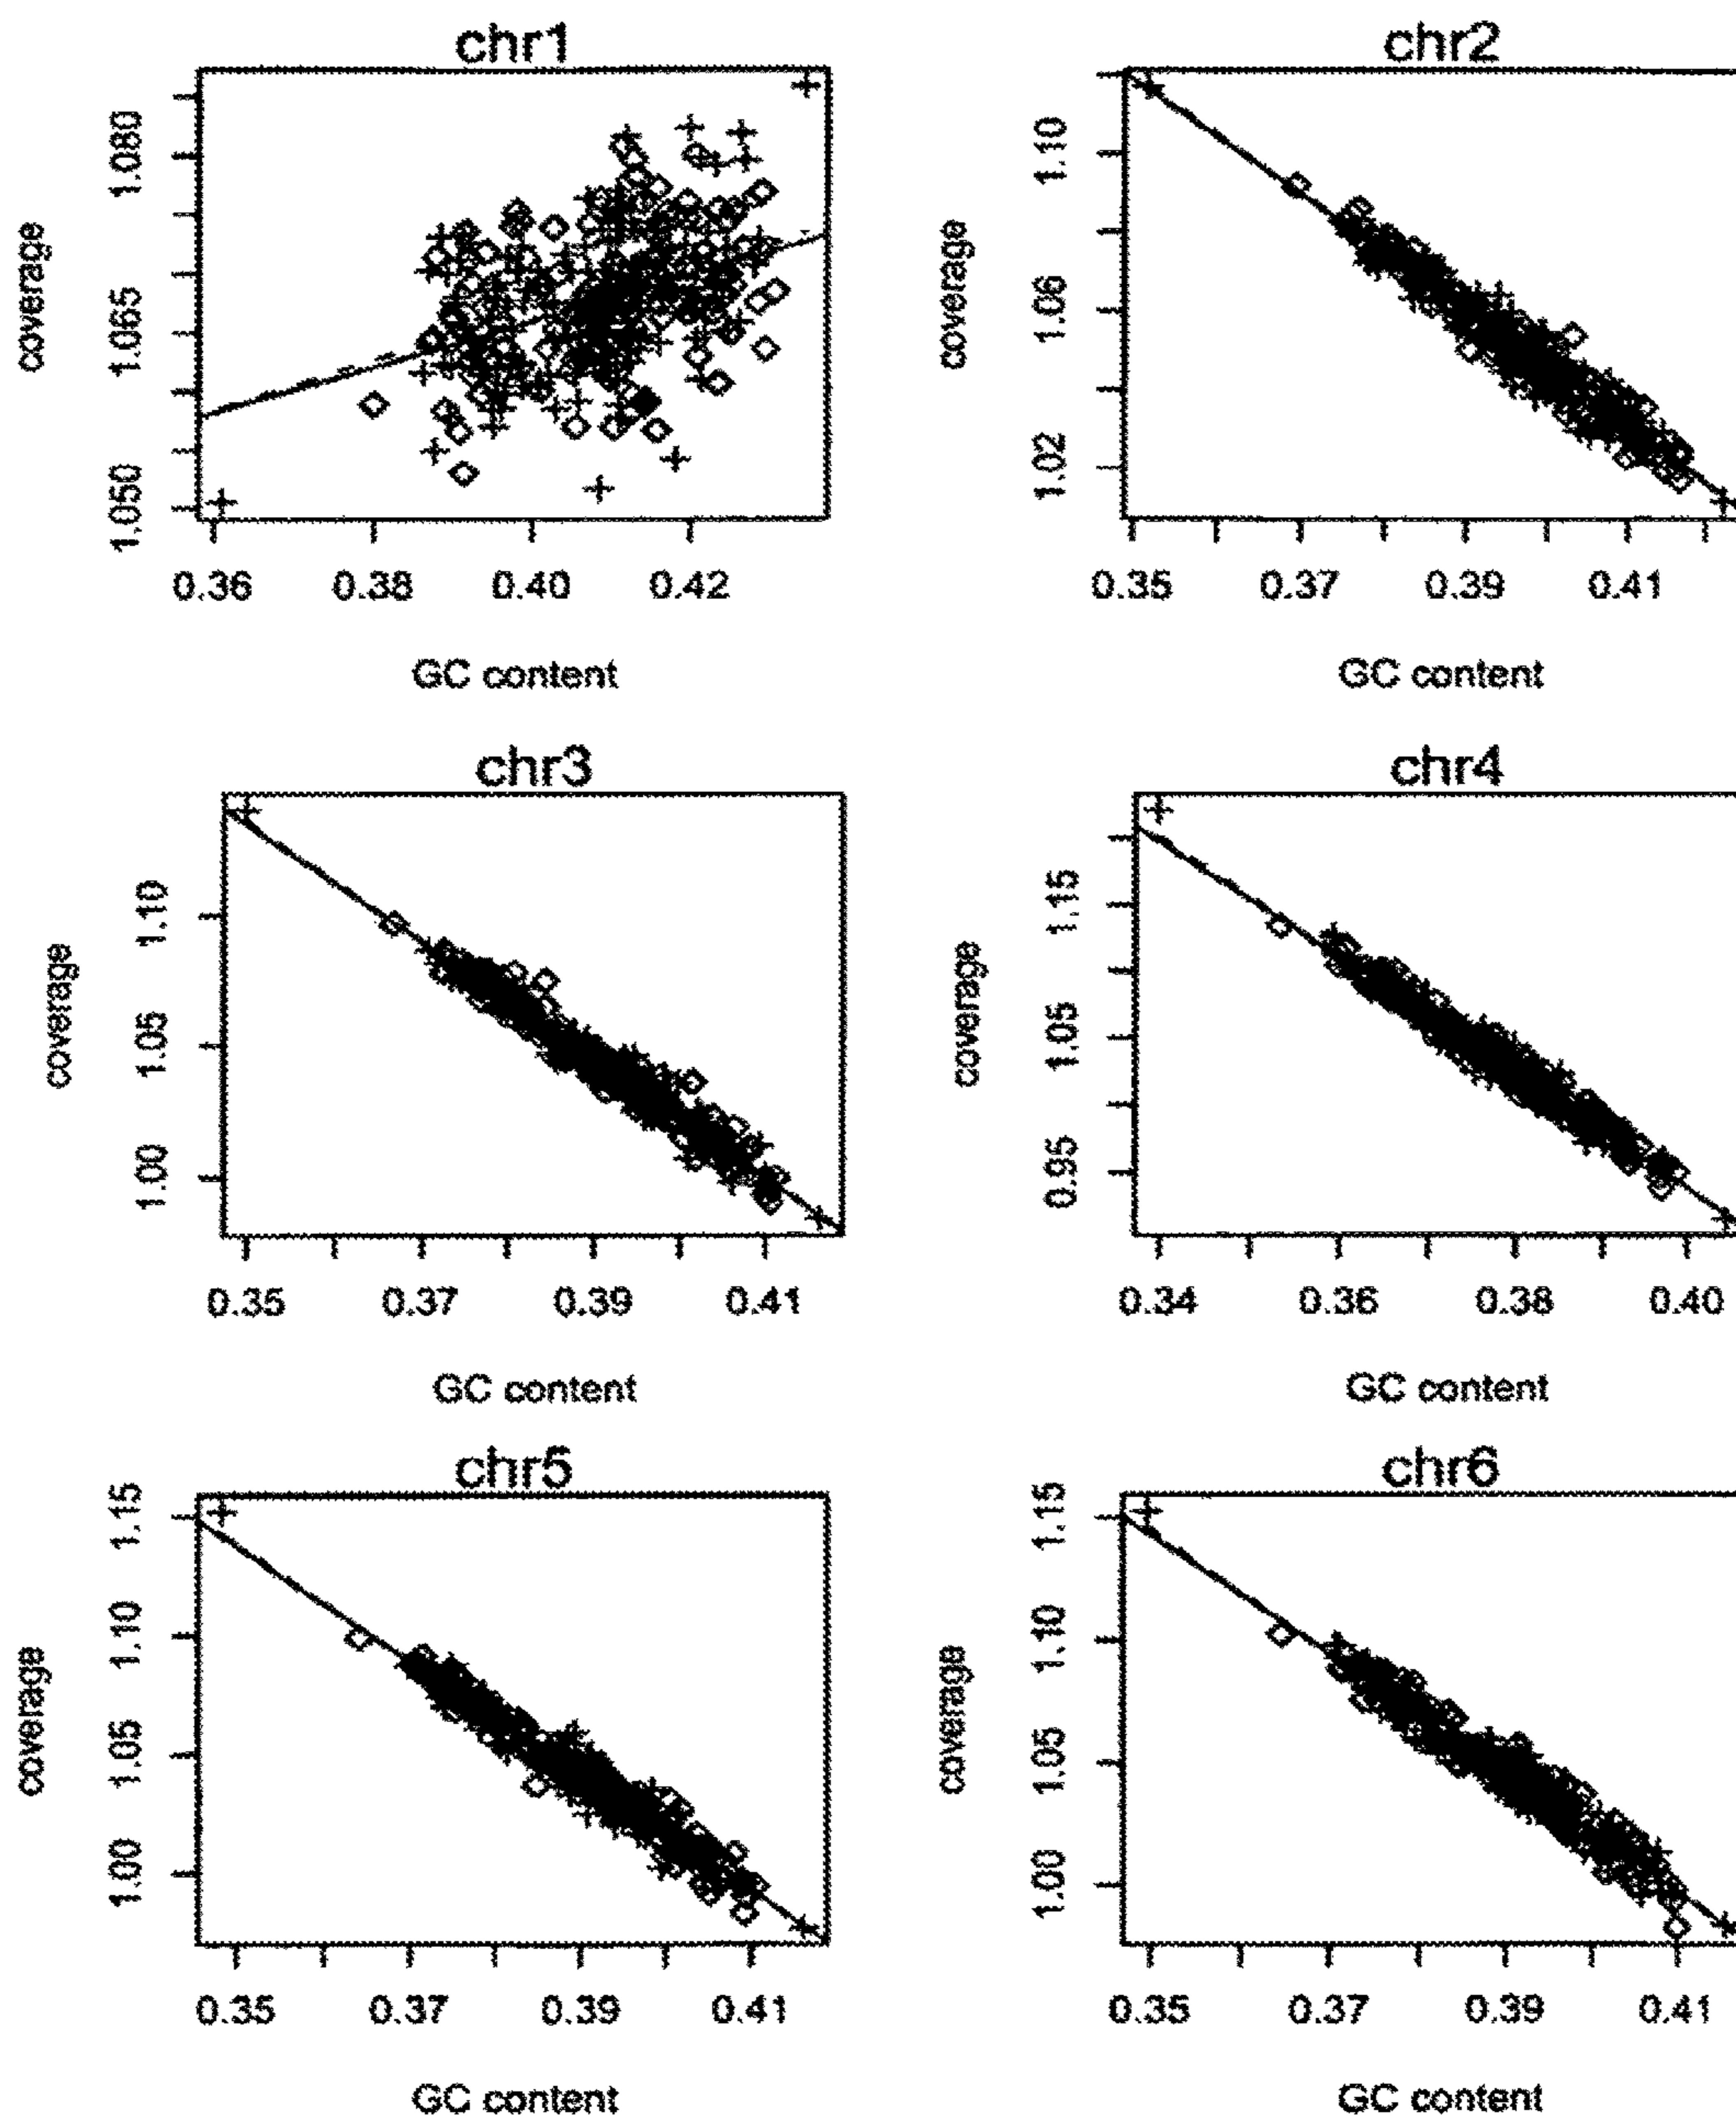 chr1
coverage
1.080
1.065
1.050
0.36 0.38 0.40 0.42
GC content
chr2
coverage
1.10
1.06
1.02
0.35 0.37 0.39 0.41
GC content
chr3
coverage
1.10
1.05
1.00
0.35 0.37 0.39 0.41
GC content
chr4
coverage
1.15
1.05
0.95
0.34 0.36 0.38 0.40
GC content
chr5
coverage
1.15
1.10
1.05
1.00
0.35 0.37 0.39 0.41
GC content
chr6
coverage
1.15
1.10
1.05
1.00
0.35 0.37 0.39 0.41
GC content